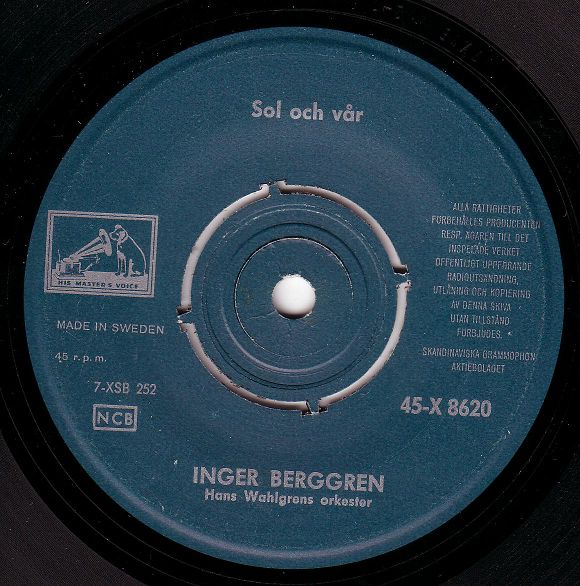 Sol och vår
HIS MASTER'S VOICE
MADE IN SWEDEN
45 r.p.m.
7-XSB 252
NCB
ALLA RÄTTIGHETER
FÖRBEHÅLLES PRODUCENTEN
RESP. ÄGAREN TILL DET
INSPELADE VERKET.
OFFENTLIGT UPPFÖRANDE
RADIOUTSÄNDNING,
UTLÅNING OCH KOPIERING
AV DENNA SKIVA
UTAN TILLSTÅND
FÖRBJUDES.
SKANDINAVISKA GRAMMOPHON
AKTIEBOLAGET
45-X 8620
INGER BERGGREN
Hans Wahlgrens orkester